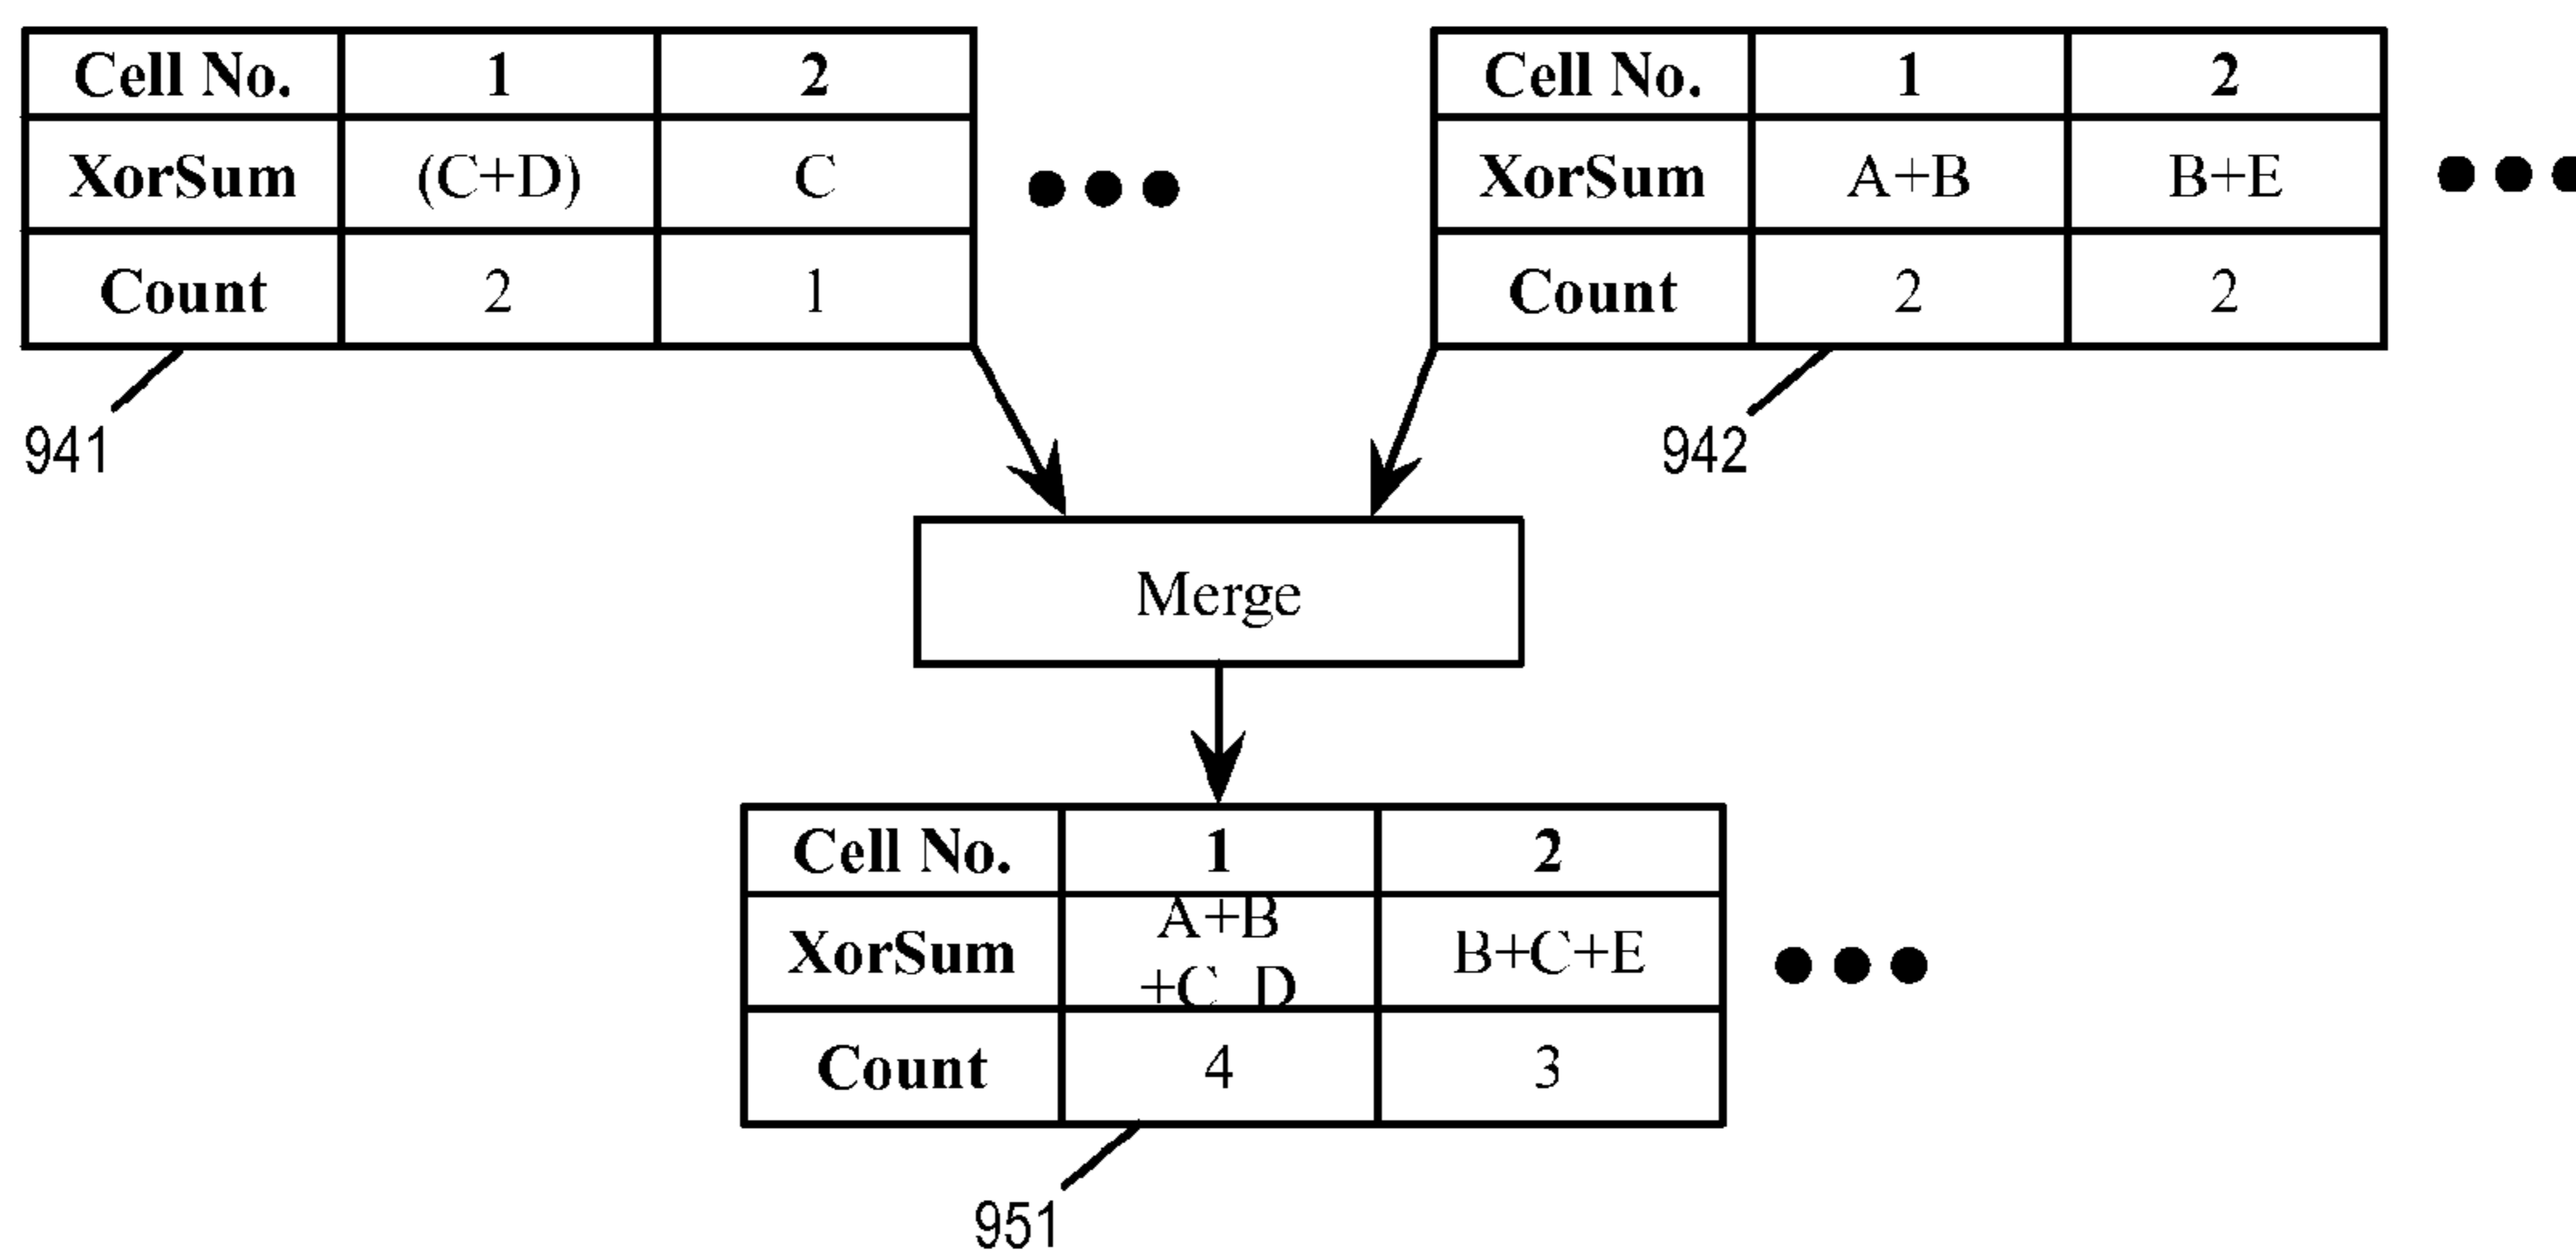 Cell No. 1 2
XorSum (C+D) C
Count 2 1
941
Cell No. 1 2
XorSum A+B B+E
Count 2 2
942
Merge
Cell No. 1 2
XorSum A+B
+C D B+C+E
Count 4 3
951